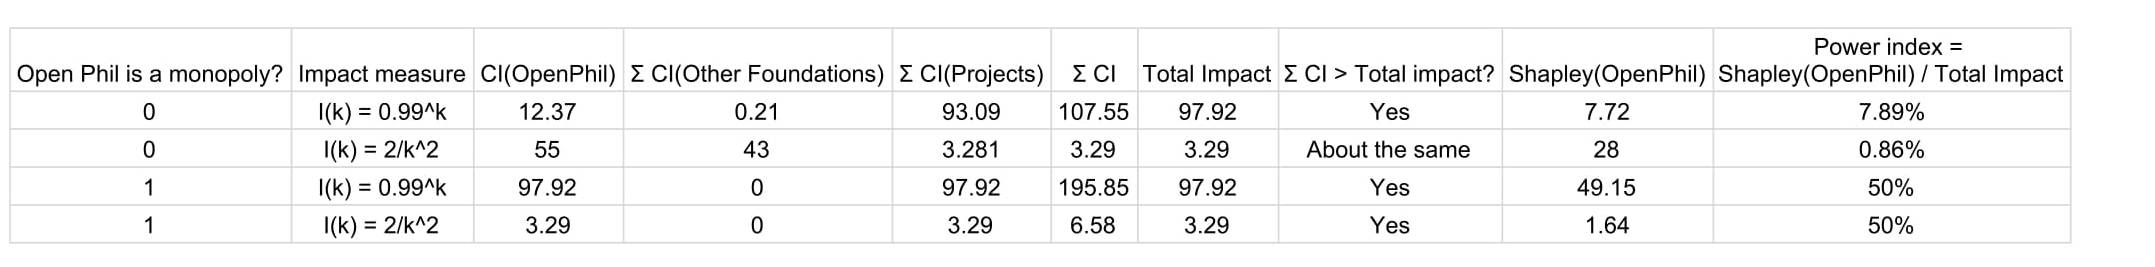 Open Phil is a monopoly? Impact measure CI(OpenPhil) Σ CI(Other Foundations) Σ CI(Projects) Σ CI Total Impact Σ CI > Total impact? Shapley(OpenPhil) Power index = Shapley(OpenPhil) / Total Impact
0 I(k) = 0.99^k 12.37 0.21 93.09 107.55 97.92 Yes 7.72 7.89%
0 I(k) = 2/k^2 55 43 3.281 3.29 3.29 About the same 28 0.86%
1 I(k) = 0.99^k 97.92 0 97.92 195.85 97.92 Yes 49.15 50%
1 I(k) = 2/k^2 3.29 0 3.29 6.58 3.29 Yes 1.64 50%